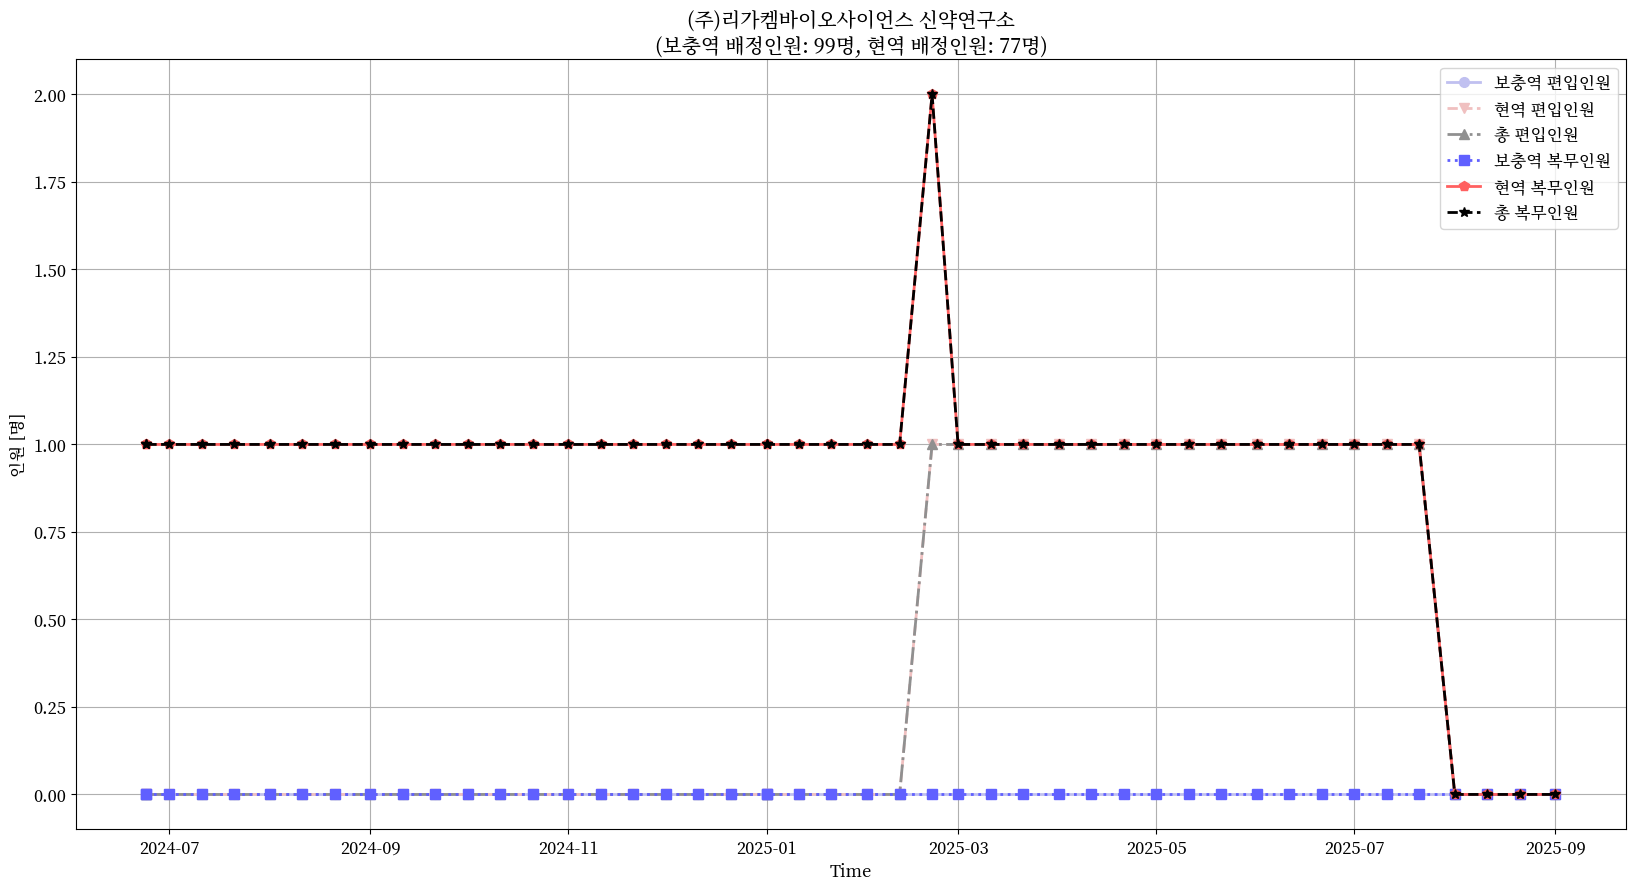 (주)리가켐바이오사이언스 신약연구소
(보충역 배정인원: 99명, 현역 배정인원: 77명)
보충역 편입인원
현역 편입인원
총 편입인원
보충역 복무인원
현역 복무인원
총 복무인원
2.00
1.75
1.50
1.25
1.00
0.75
0.50
0.25
0.00
인원 [명]
2024-07
2024-09
2024-11
2025-01
2025-03
2025-05
2025-07
2025-09
Time